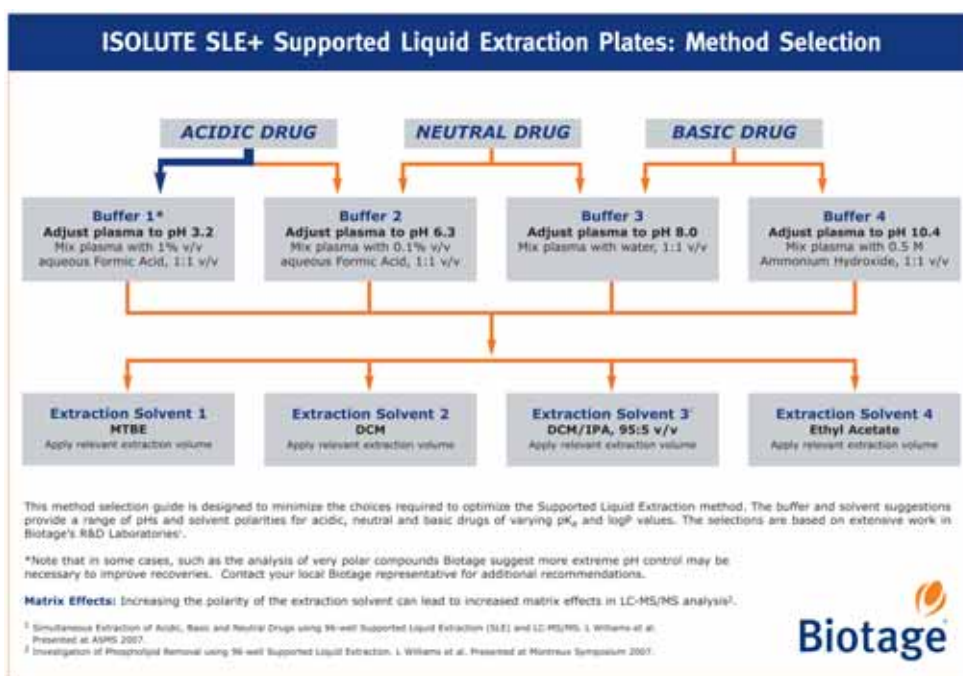 ISOLUTE SLE+ Supported Liquid Extraction Plates: Method Selection
ACIDIC DRUG
NEUTRAL DRUG
BASIC DRUG
Buffer 1*
Adjust plasma to pH 3.2
Mix plasma with 1% v/v
aqueous Formic Acid, 1:1 v/v
Buffer 2
Adjust plasma to pH 6.3
Mix plasma with 0.1% v/v
aqueous Formic Acid, 1:1 v/v
Buffer 3
Adjust plasma to pH 8.0
Mix plasma with water, 1:1 v/v
Buffer 4
Adjust plasma to pH 10.4
Mix plasma with 0.5 M
Ammonium Hydroxide, 1:1 v/v
Extraction Solvent 1
MTBE
Apply relevant extraction volume
Extraction Solvent 2
DCM
Apply relevant extraction volume
Extraction Solvent 3
DCM/IPA, 95:5 v/v
Apply relevant extraction volume
Extraction Solvent 4
Ethyl Acetate
Apply relevant extraction volume
This method selection guide is designed to minimize the choices required to optimize the Supported Liquid Extraction method. The buffer and solvent suggestions
provide a range of pHs and solvent polarities for acidic, neutral and basic drugs of varying pKa and logP values. The selections are based on extensive work in
Biotage's R&D Laboratories¹.
*Note that in some cases, such as the analysis of very polar compounds Biotage suggest more extreme pH control may be
necessary to improve recoveries. Contact your local Biotage representative for additional recommendations.
Matrix Effects: Increasing the polarity of the extraction solvent can lead to increased matrix effects in LC-MS/MS analysis².
¹ Simultaneous Extraction of Acidic, Basic and Neutral Drugs using 96-well Supported Liquid Extraction (SLE) and LC-MS/MS. L Williams et al.
Presented at ASMS 2007.
² Investigation of Phospholipid Removal using 96-well Supported Liquid Extraction. L Williams et al. Presented at Montreux Symposium 2007.
Biotage